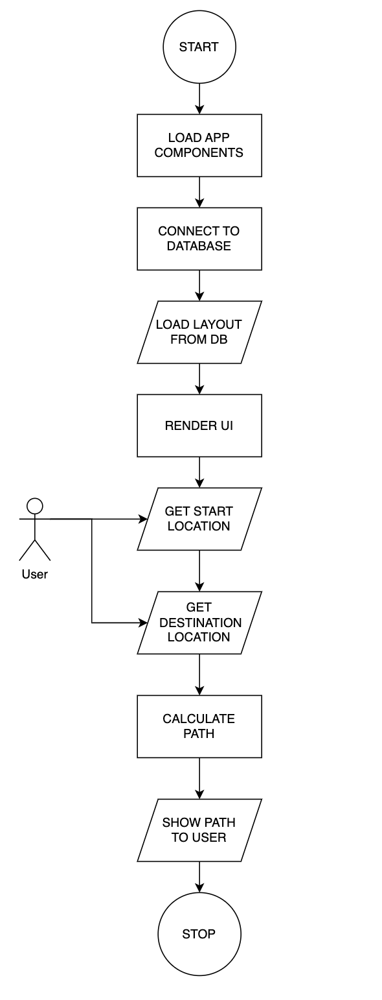 START
LOAD APP
COMPONENTS
CONNECT TO
DATABASE
LOAD LAYOUT
FROM DB
RENDER UI
GET START
LOCATION
User
GET
DESTINATION
LOCATION
CALCULATE
PATH
SHOW PATH
TO USER
STOP